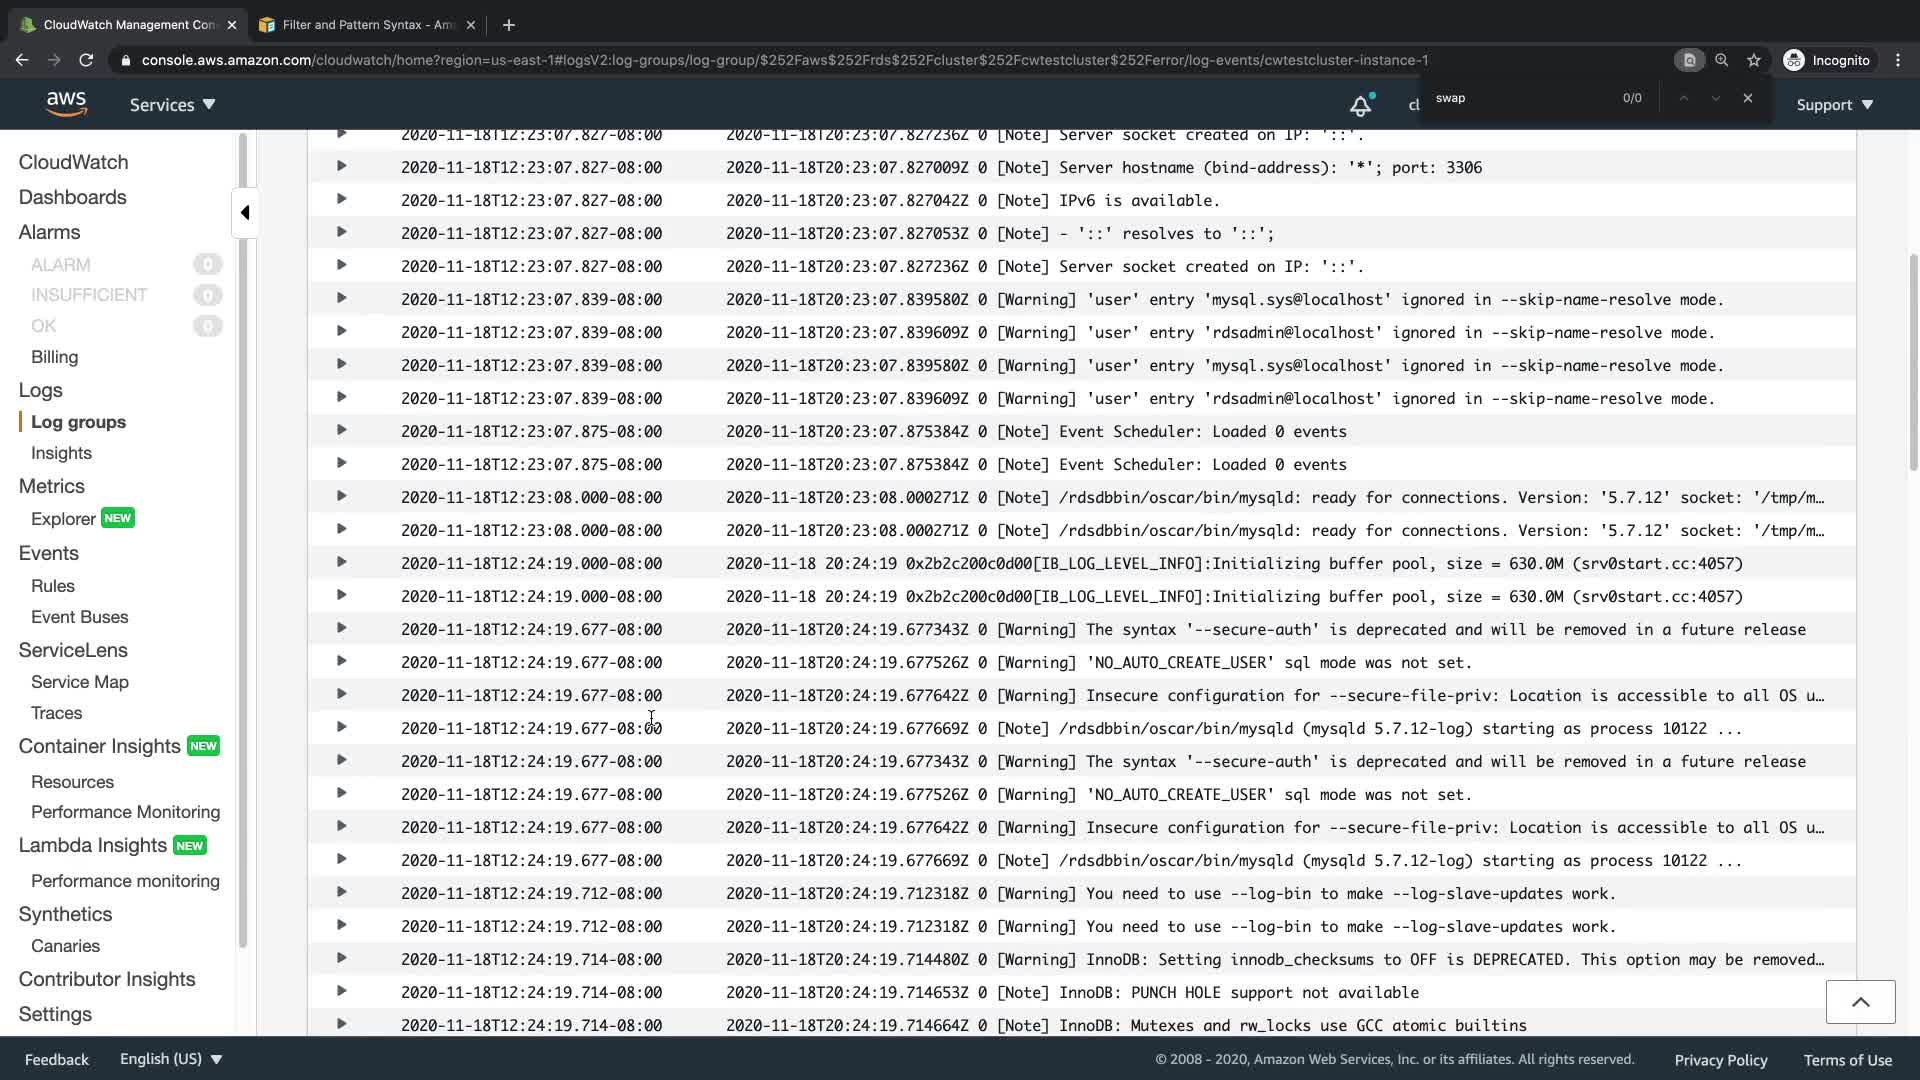 CloudWatch Management Con
Filter and Pattern Syntax - Am
console.aws.amazon.com/cloudwatch/home?region=us-east-1#logsV2:log-groups/log-group/$252Faws$252Frds$252Fcluster$252Fcwtestcluster$252Ferror/log-events/cwtestcluster-instance-1
Incognito
aws
Services
cl
swap
0/0
Support
CloudWatch
Dashboards
Alarms
ALARM 0
INSUFFICIENT 0
OK 0
Billing
Logs
Log groups
Insights
Metrics
Explorer NEW
Events
Rules
Event Buses
ServiceLens
Service Map
Traces
Container Insights NEW
Resources
Performance Monitoring
Lambda Insights NEW
Performance monitoring
Synthetics
Canaries
Contributor Insights
Settings
2020-11-18T12:23:07.827-08:00 2020-11-18T20:23:07.827236Z 0 [Note] Server socket created on IP: '::'.
2020-11-18T12:23:07.827-08:00 2020-11-18T20:23:07.827009Z 0 [Note] Server hostname (bind-address): '*'; port: 3306
2020-11-18T12:23:07.827-08:00 2020-11-18T20:23:07.827042Z 0 [Note] IPv6 is available.
2020-11-18T12:23:07.827-08:00 2020-11-18T20:23:07.827053Z 0 [Note] - '::' resolves to '::';
2020-11-18T12:23:07.827-08:00 2020-11-18T20:23:07.827236Z 0 [Note] Server socket created on IP: '::'.
2020-11-18T12:23:07.839-08:00 2020-11-18T20:23:07.839580Z 0 [Warning] 'user' entry 'mysql.sys@localhost' ignored in --skip-name-resolve mode.
2020-11-18T12:23:07.839-08:00 2020-11-18T20:23:07.839609Z 0 [Warning] 'user' entry 'rdsadmin@localhost' ignored in --skip-name-resolve mode.
2020-11-18T12:23:07.839-08:00 2020-11-18T20:23:07.839580Z 0 [Warning] 'user' entry 'mysql.sys@localhost' ignored in --skip-name-resolve mode.
2020-11-18T12:23:07.839-08:00 2020-11-18T20:23:07.839609Z 0 [Warning] 'user' entry 'rdsadmin@localhost' ignored in --skip-name-resolve mode.
2020-11-18T12:23:07.875-08:00 2020-11-18T20:23:07.875384Z 0 [Note] Event Scheduler: Loaded 0 events
2020-11-18T12:23:07.875-08:00 2020-11-18T20:23:07.875384Z 0 [Note] Event Scheduler: Loaded 0 events
2020-11-18T12:23:08.000-08:00 2020-11-18T20:23:08.000271Z 0 [Note] /rdsdbbin/oscar/bin/mysqld: ready for connections. Version: '5.7.12' socket: '/tmp/m…
2020-11-18T12:23:08.000-08:00 2020-11-18T20:23:08.000271Z 0 [Note] /rdsdbbin/oscar/bin/mysqld: ready for connections. Version: '5.7.12' socket: '/tmp/m…
2020-11-18T12:24:19.000-08:00 2020-11-18 20:24:19 0x2b2c200c0d00[IB_LOG_LEVEL_INFO]:Initializing buffer pool, size = 630.0M (srv0start.cc:4057)
2020-11-18T12:24:19.000-08:00 2020-11-18 20:24:19 0x2b2c200c0d00[IB_LOG_LEVEL_INFO]:Initializing buffer pool, size = 630.0M (srv0start.cc:4057)
2020-11-18T12:24:19.677-08:00 2020-11-18T20:24:19.677343Z 0 [Warning] The syntax '--secure-auth' is deprecated and will be removed in a future release
2020-11-18T12:24:19.677-08:00 2020-11-18T20:24:19.677526Z 0 [Warning] 'NO_AUTO_CREATE_USER' sql mode was not set.
2020-11-18T12:24:19.677-08:00 2020-11-18T20:24:19.677642Z 0 [Warning] Insecure configuration for --secure-file-priv: Location is accessible to all OS u…
2020-11-18T12:24:19.677-08:00 2020-11-18T20:24:19.677669Z 0 [Note] /rdsdbbin/oscar/bin/mysqld (mysqld 5.7.12-log) starting as process 10122 ...
2020-11-18T12:24:19.677-08:00 2020-11-18T20:24:19.677343Z 0 [Warning] The syntax '--secure-auth' is deprecated and will be removed in a future release
2020-11-18T12:24:19.677-08:00 2020-11-18T20:24:19.677526Z 0 [Warning] 'NO_AUTO_CREATE_USER' sql mode was not set.
2020-11-18T12:24:19.677-08:00 2020-11-18T20:24:19.677642Z 0 [Warning] Insecure configuration for --secure-file-priv: Location is accessible to all OS u…
2020-11-18T12:24:19.677-08:00 2020-11-18T20:24:19.677669Z 0 [Note] /rdsdbbin/oscar/bin/mysqld (mysqld 5.7.12-log) starting as process 10122 ...
2020-11-18T12:24:19.712-08:00 2020-11-18T20:24:19.712318Z 0 [Warning] You need to use --log-bin to make --log-slave-updates work.
2020-11-18T12:24:19.712-08:00 2020-11-18T20:24:19.712318Z 0 [Warning] You need to use --log-bin to make --log-slave-updates work.
2020-11-18T12:24:19.714-08:00 2020-11-18T20:24:19.714480Z 0 [Warning] InnoDB: Setting innodb_checksums to OFF is DEPRECATED. This option may be removed…
2020-11-18T12:24:19.714-08:00 2020-11-18T20:24:19.714653Z 0 [Note] InnoDB: PUNCH HOLE support not available
2020-11-18T12:24:19.714-08:00 2020-11-18T20:24:19.714664Z 0 [Note] InnoDB: Mutexes and rw_locks use GCC atomic builtins
Feedback
English (US)
© 2008 - 2020, Amazon Web Services, Inc. or its affiliates. All rights reserved.
Privacy Policy
Terms of Use